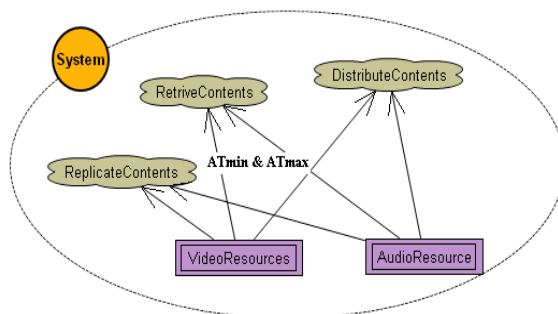 System
DistributeContents
RetriveContents
ATmin & ATmax
ReplicateContents
VideoResources
AudioResource